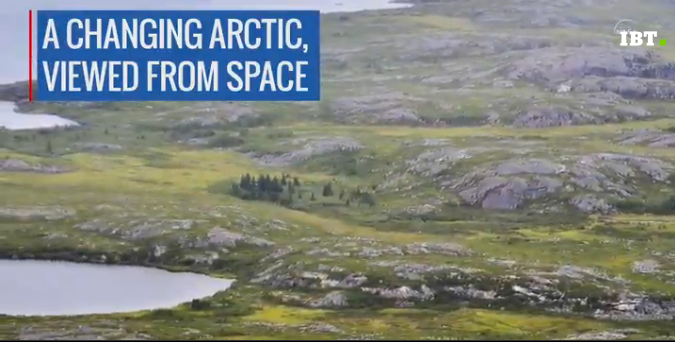 A CHANGING ARCTIC,
VIEWED FROM SPACE
IBT